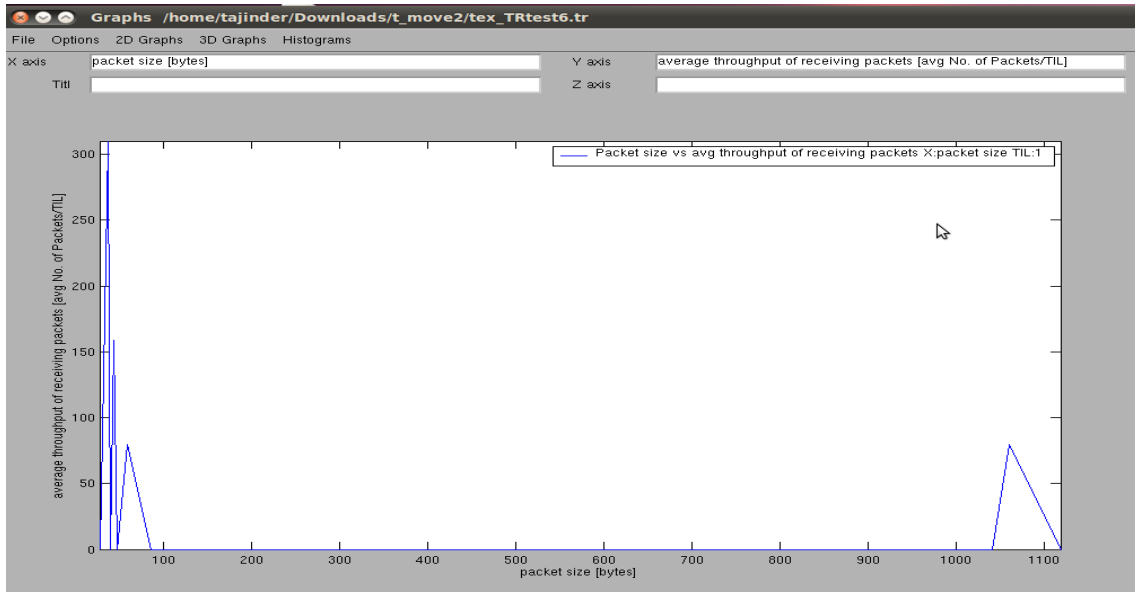 Graphs /home/tajinder/Downloads/t_move2/tex_TRtest6.tr
File Options 2D Graphs 3D Graphs Histograms
X axis packet size [bytes] Y axis average throughput of receiving packets [avg No. of Packets/TIL]
Titl Z axis
Packet size vs avg throughput of receiving packets X:packet size TIL:1
average throughput of receiving packets [avg No. of Packets/TIL]
300
250
200
150
100
50
0
100 200 300 400 500 600 700 800 900 1000 1100
packet size [bytes]